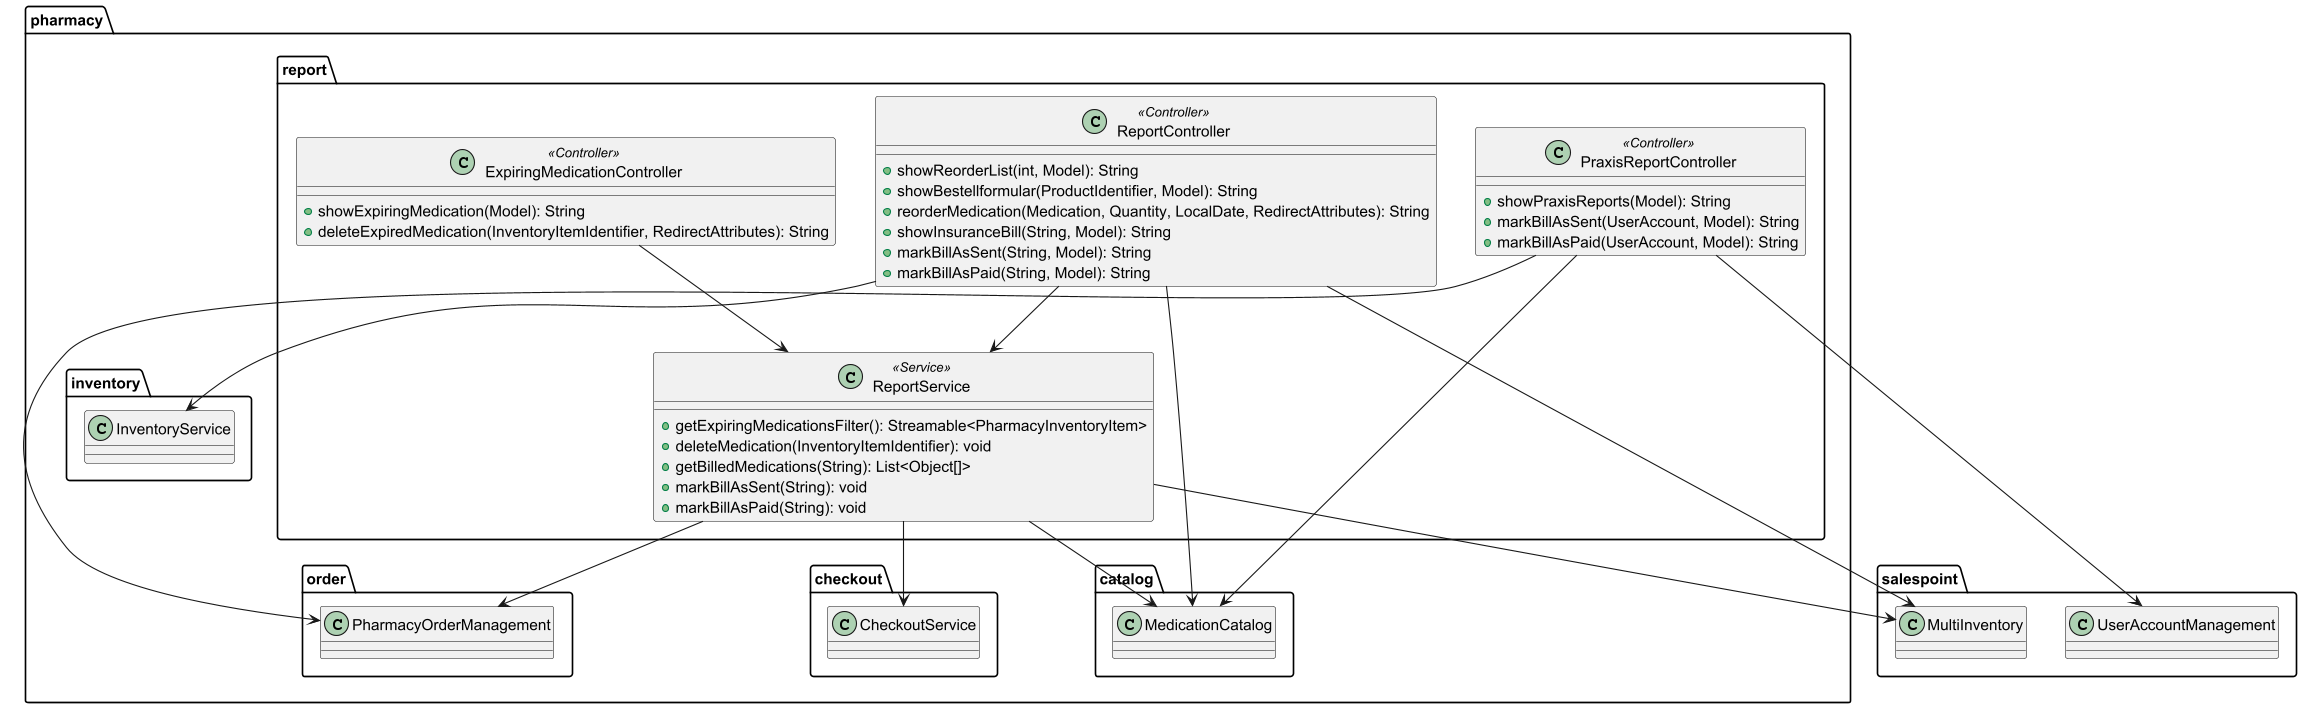 pharmacy
report
«Controller»
C ExpiringMedicationController
showExpiringMedication(Model): String
deleteExpiredMedication(InventoryItemIdentifier, RedirectAttributes): String
«Controller»
C ReportController
showReorderList(int, Model): String
showBestellformular(ProductIdentifier, Model): String
reorderMedication(Medication, Quantity, LocalDate, RedirectAttributes): String
showInsuranceBill(String, Model): String
markBillAsSent(String, Model): String
markBillAsPaid(String, Model): String
«Controller»
C PraxisReportController
showPraxisReports(Model): String
markBillAsSent(UserAccount, Model): String
markBillAsPaid(UserAccount, Model): String
«Service»
C ReportService
getExpiringMedicationsFilter(): Streamable<PharmacyInventoryItem>
deleteMedication(InventoryItemIdentifier): void
getBilledMedications(String): List<Object[]>
markBillAsSent(String): void
markBillAsPaid(String): void
inventory
C InventoryService
order
C PharmacyOrderManagement
checkout
C CheckoutService
catalog
C MedicationCatalog
salespoint
C MultiInventory
C UserAccountManagement